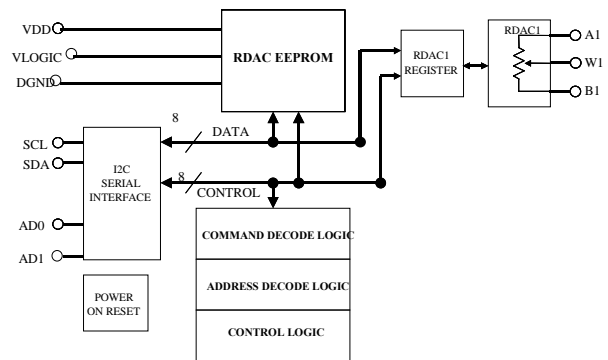 VDD
VLOGIC
DGND
RDAC EEPROM
RDAC1
REGISTER
RDAC1
A1
W1
B1
8
DATA
SCL
SDA
I2C
SERIAL
INTERFACE
8
CONTROL
AD0
AD1
COMMAND DECODE LOGIC
ADDRESS DECODE LOGIC
CONTROL LOGIC
POWER
ON RESET